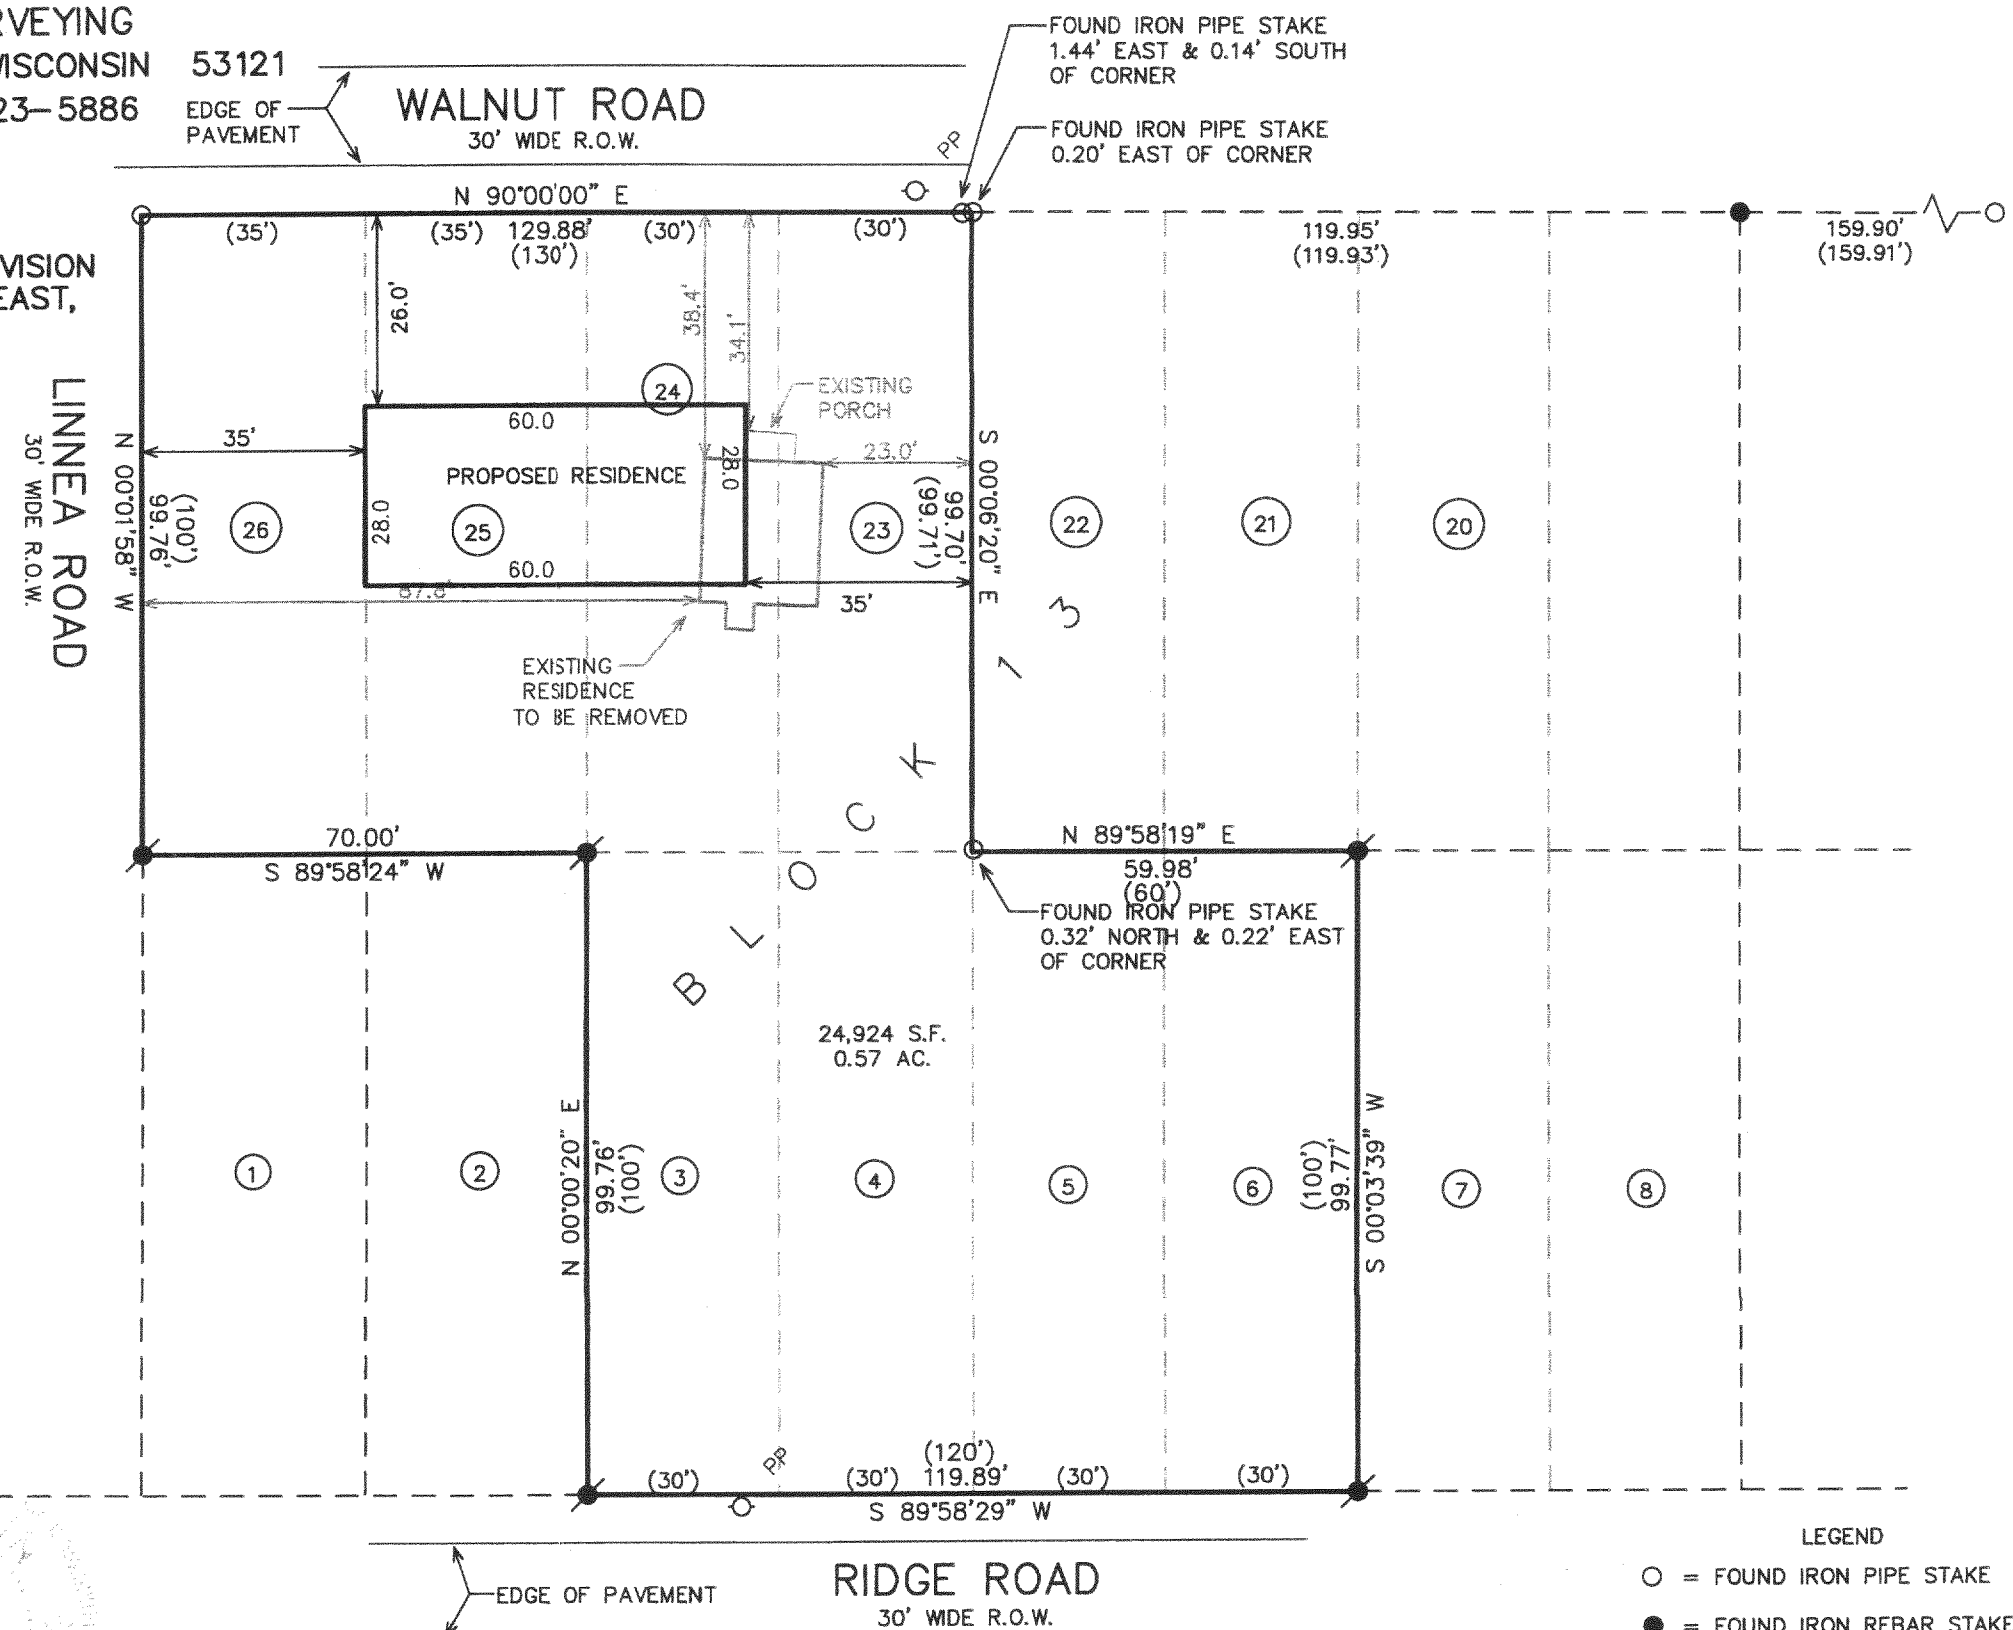 RVEYING
WISCONSIN 53121
23-5886
EDGE OF
PAVEMENT
WALNUT ROAD
30' WIDE R.O.W.
PP
FOUND IRON PIPE STAKE
1.44' EAST & 0.14' SOUTH
OF CORNER
FOUND IRON PIPE STAKE
0.20' EAST OF CORNER
N 90°00'00" E
(35')
(35')
129.88'
(130')
(30')
(30')
119.95'
(119.93')
159.90'
(159.91')
VISION
EAST,
LINNEA ROAD
30' WIDE R.O.W.
N 00°01'58" W
99.76'
(100')
26.0'
38.4'
34.1'
24
EXISTING
PORCH
60.0
35'
23.0'
28.0
PROPOSED RESIDENCE
28.0
26
25
23
99.70'
(99.71')
S 00°06'20" E
22
21
20
60.0
67.8'
35'
EXISTING
RESIDENCE
TO BE REMOVED
BLOCK 13
70.00'
S 89°58'24" W
N 89°58'19" E
59.98'
(60')
FOUND IRON PIPE STAKE
0.32' NORTH & 0.22' EAST
OF CORNER
24,924 S.F.
0.57 AC.
N 00°00'20" E
99.76'
(100')
1
2
3
4
5
6
7
8
(100')
99.77'
S 00°03'39" W
PP
(120')
(30')
(30')
119.89'
(30')
(30')
S 89°58'29" W
EDGE OF PAVEMENT
RIDGE ROAD
30' WIDE R.O.W.
LEGEND
= FOUND IRON PIPE STAKE
= FOUND IRON REBAR STAKE